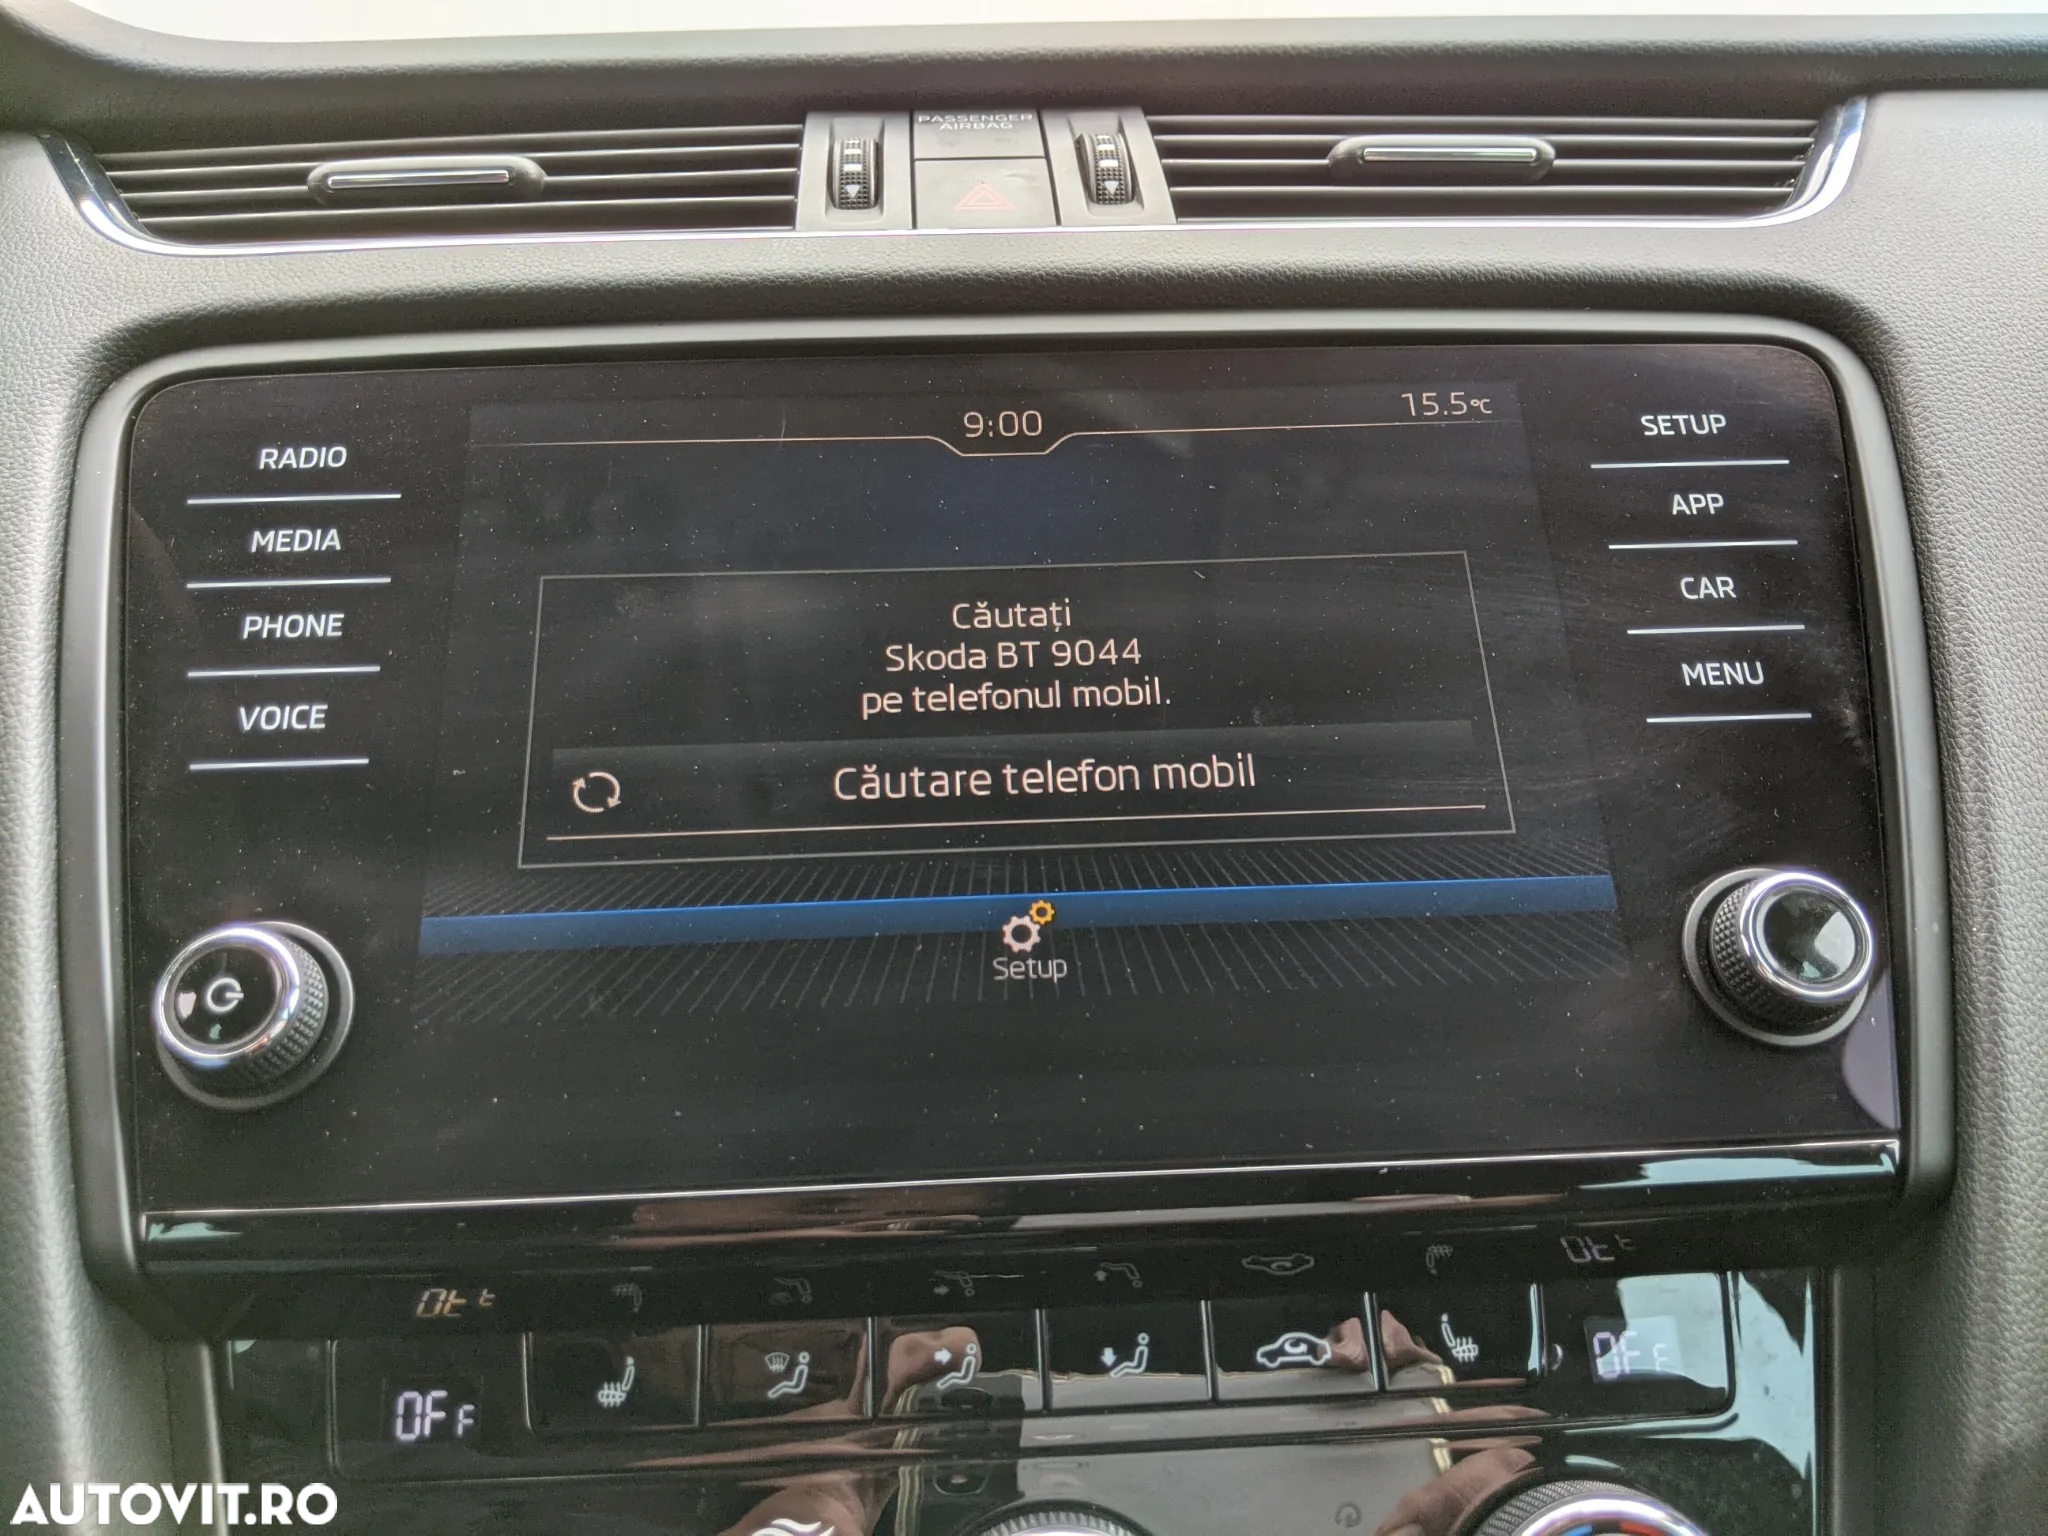 PASSENGER
AIRBAG
9:00
15.5°C
RADIO
MEDIA
PHONE
VOICE
SETUP
APP
CAR
MENU
Căutați
Skoda BT 9044
pe telefonul mobil.
Căutare telefon mobil
Setup
OFF
OFF
AUTOVIT.RO